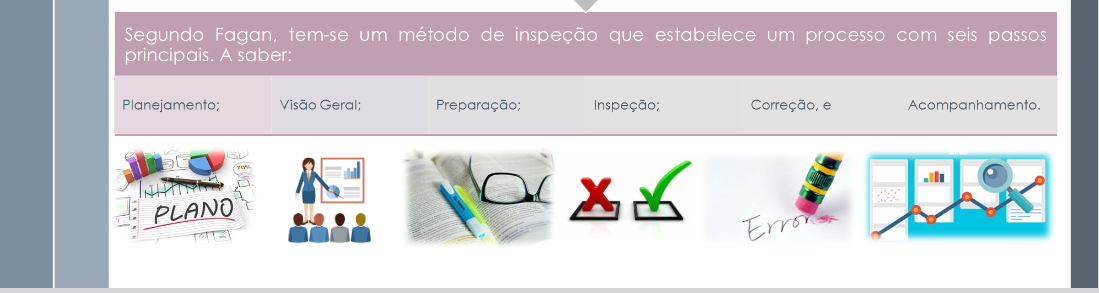 Segundo Fagan, tem-se um método de inspeção que estabelece um processo com seis passos
principais. A saber:
Planejamento; Visão Geral; Preparação; Inspeção; Correção, e Acompanhamento.
PLANO
Error